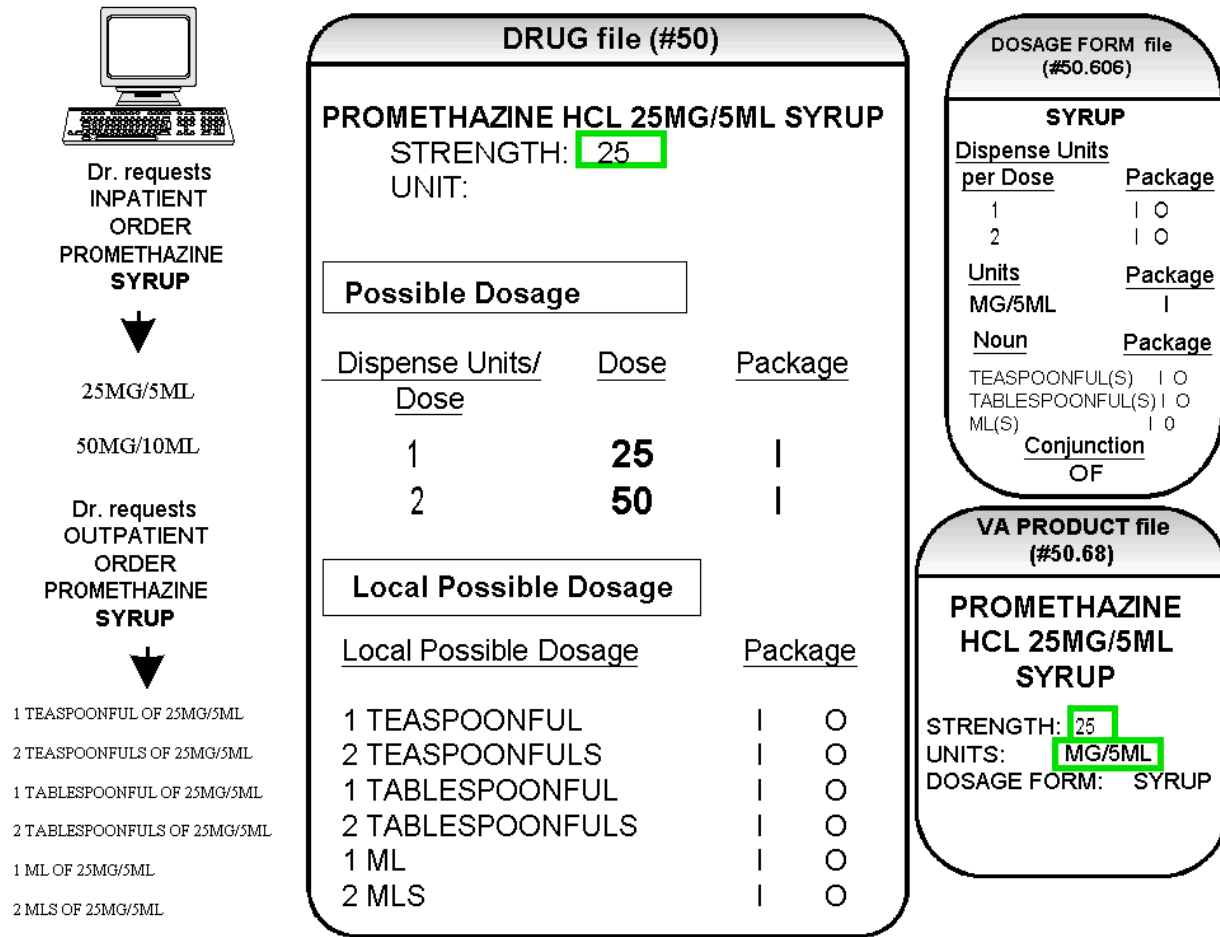 Dr. requests
INPATIENT
ORDER
PROMETHAZINE
SYRUP
25MG/5ML
50MG/10ML
Dr. requests
OUTPATIENT
ORDER
PROMETHAZINE
SYRUP
1 TEASPOONFUL OF 25MG/5ML
2 TEASPOONFULS OF 25MG/5ML
1 TABLESPOONFUL OF 25MG/5ML
2 TABLESPOONFULS OF 25MG/5ML
1 ML OF 25MG/5ML
2 MLS OF 25MG/5ML
DRUG file (#50)
PROMETHAZINE HCL 25MG/5ML SYRUP
STRENGTH: 25
UNIT:
Possible Dosage
Dispense Units/ Dose Package
Dose
1 25 I
2 50 I
Local Possible Dosage
Local Possible Dosage Package
1 TEASPOONFUL I O
2 TEASPOONFULS I O
1 TABLESPOONFUL I O
2 TABLESPOONFULS I O
1 ML I O
2 MLS I O
DOSAGE FORM file
(#50.606)
SYRUP
Dispense Units
per Dose Package
1 I O
2 I O
Units Package
MG/5ML I
Noun Package
TEASPOONFUL(S) I O
TABLESPOONFUL(S) I O
ML(S) I 0
Conjunction
OF
VA PRODUCT file
(#50.68)
PROMETHAZINE
HCL 25MG/5ML
SYRUP
STRENGTH: 25
UNITS: MG/5ML
DOSAGE FORM: SYRUP